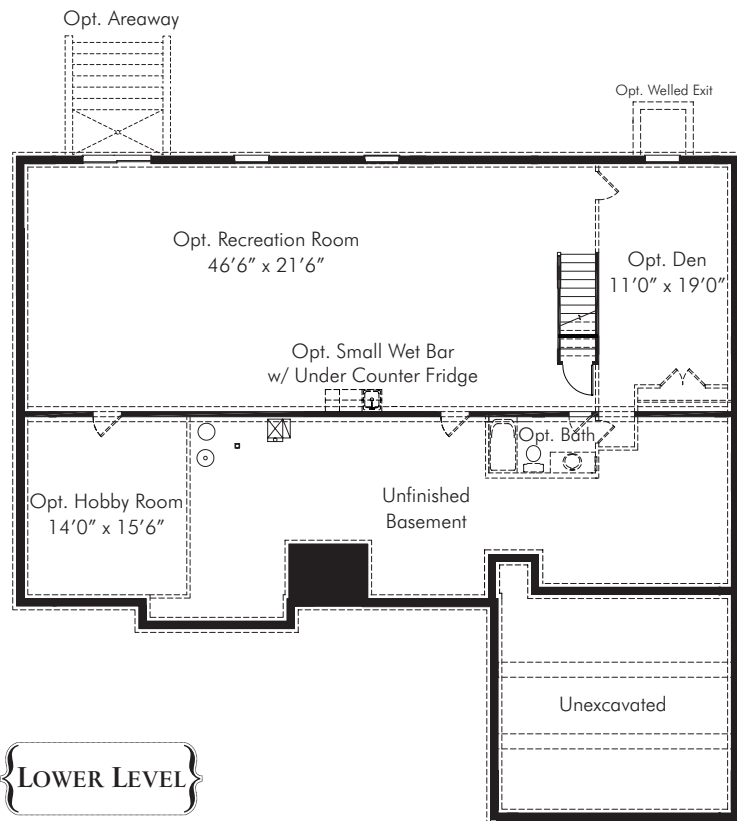 Opt. Areaway
Opt. Welled Exit
Opt. Recreation Room
46’6” x 21’6”
Opt. Den
11’0” x 19’0”
Opt. Small Wet Bar
w/ Under Counter Fridge
Opt. Bath
Opt. Hobby Room
14’0” x 15’6”
Unfinished
Basement
Unexcavated
{LOWER LEVEL}